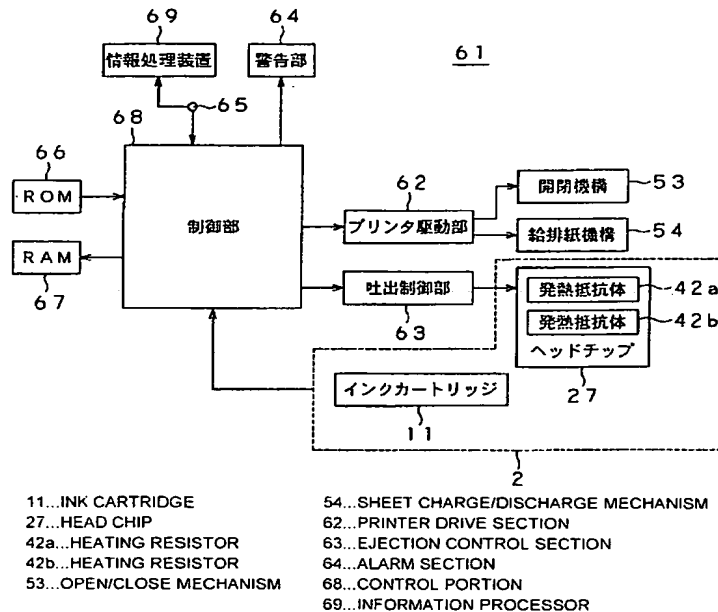 69
64
情報処理装置
警告部
61
65
68
66
ROM
制御部
62
開閉機構
53
プリンタ駆動部
給排紙機構
54
RAM
67
吐出制御部
63
発熱抵抗体
42a
発熱抵抗体
42b
ヘッドチップ
27
インクカートリッジ
11
2
11...INK CARTRIDGE
27...HEAD CHIP
42a...HEATING RESISTOR
42b...HEATING RESISTOR
53...OPEN/CLOSE MECHANISM
54...SHEET CHARGE/DISCHARGE MECHANISM
62...PRINTER DRIVE SECTION
63...EJECTION CONTROL SECTION
64...ALARM SECTION
68...CONTROL PORTION
69...INFORMATION PROCESSOR